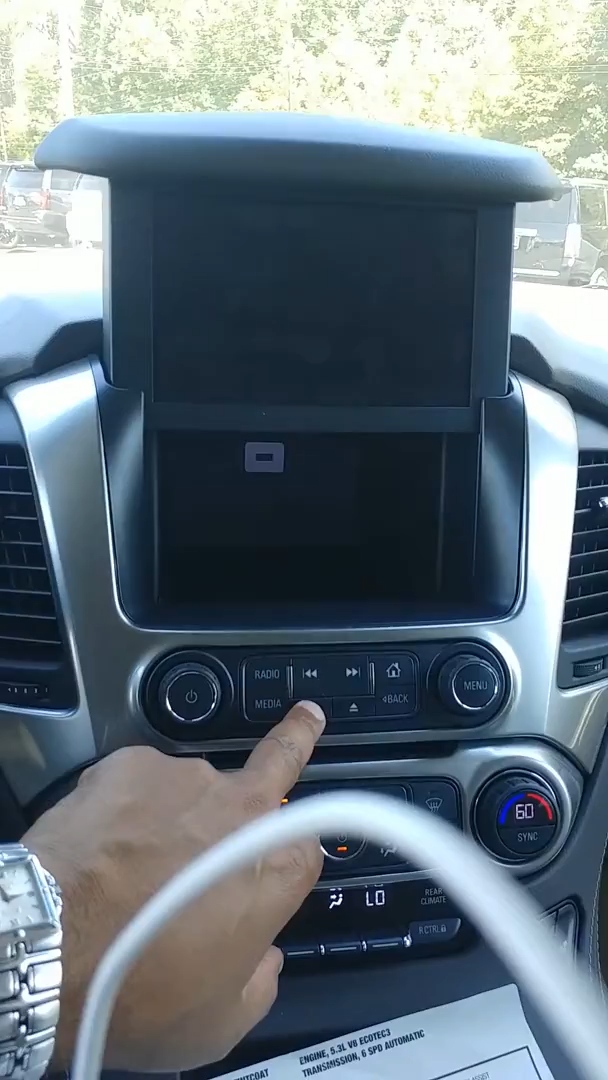 RADIO
MENU
MEDIA
BACK
60
SYNC
LO
REAR
CLIMATE
R CTRL
ENGINE, 5.3L V8 ECOTEC3
TRANSMISSION, 6 SPD AUTOMATIC